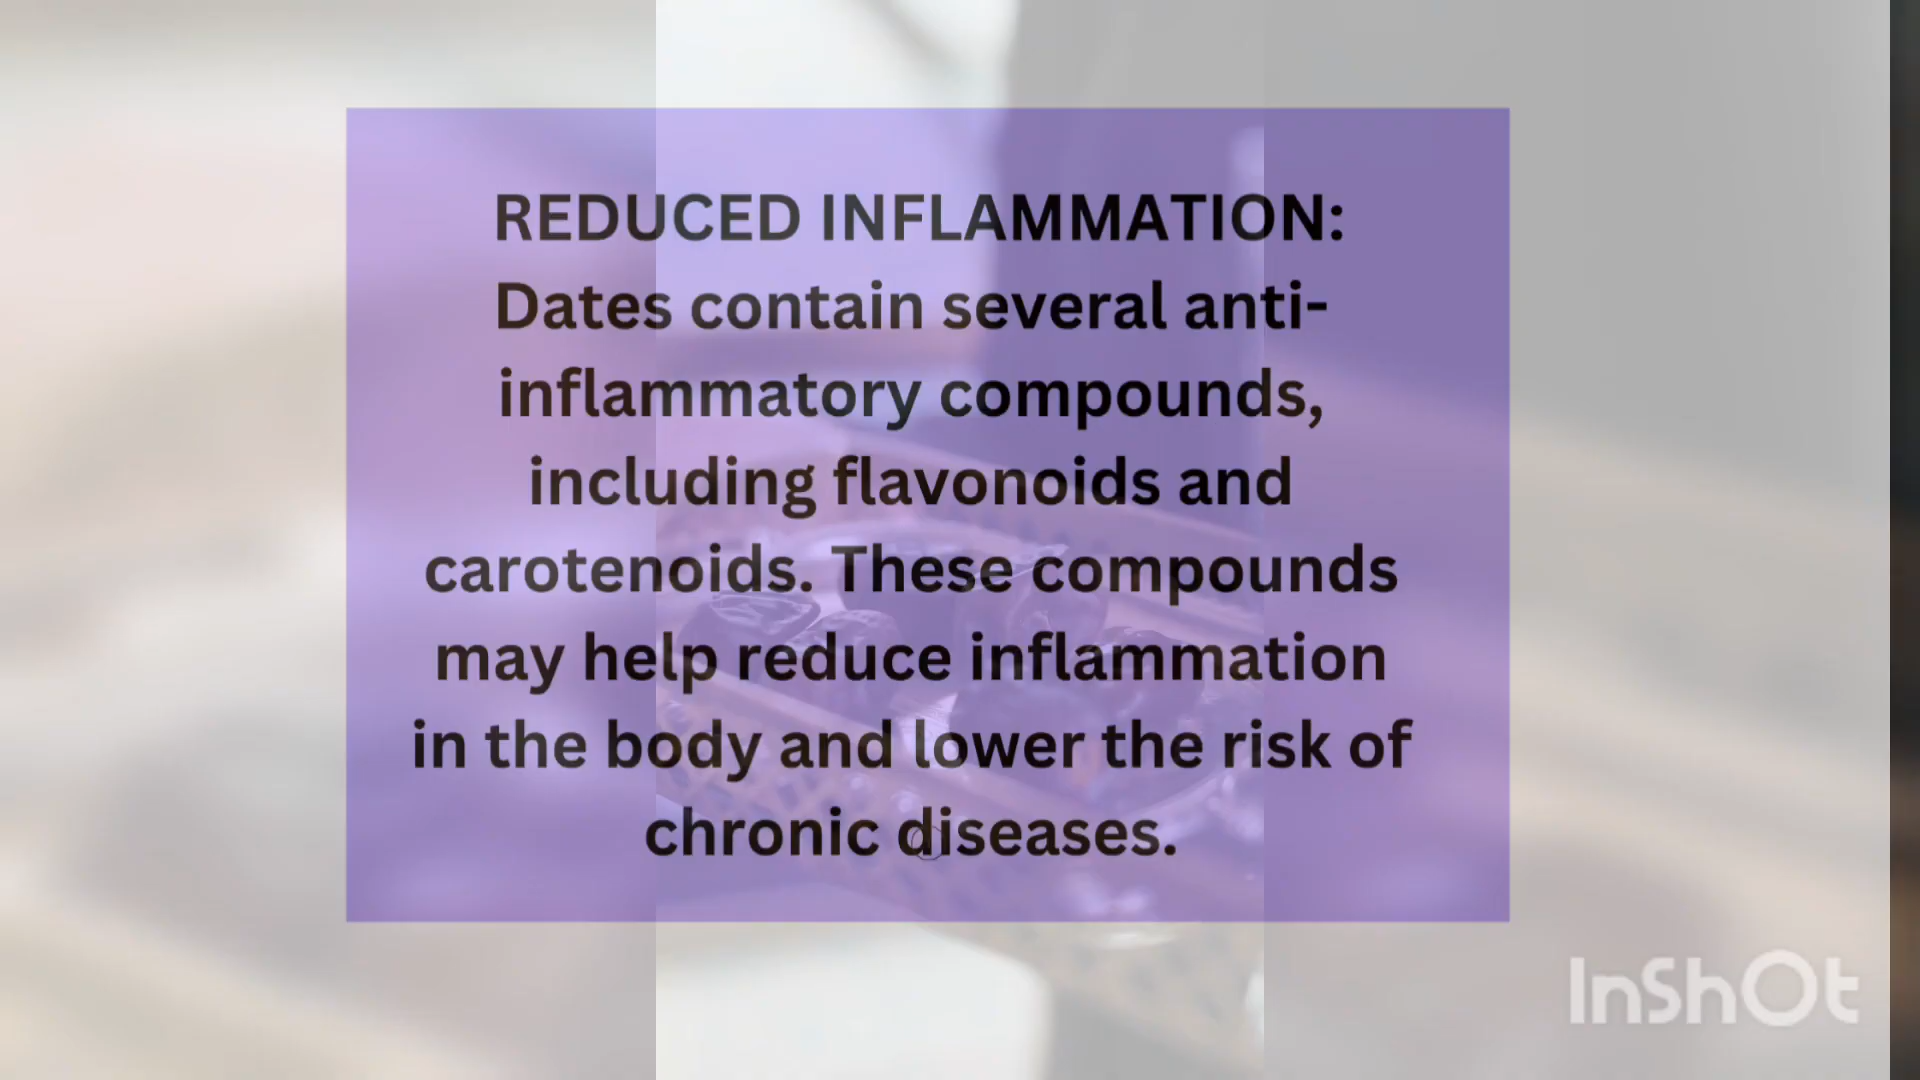 REDUCED INFLAMMATION:
Dates contain several anti-
inflammatory compounds,
including flavonoids and
carotenoids. These compounds
may help reduce inflammation
in the body and lower the risk of
chronic diseases.
InShOt